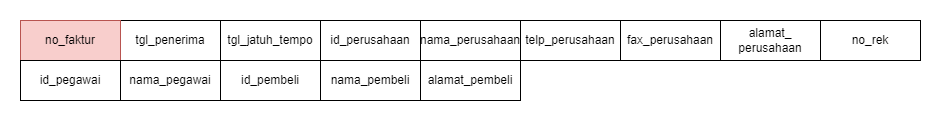 no_faktur tgl_penerima tgl_jatuh_tempo id_perusahaan nama_perusahaan telp_perusahaan fax_perusahaan alamat_ perusahaan no_rek
id_pegawai nama_pegawai id_pembeli nama_pembeli alamat_pembeli